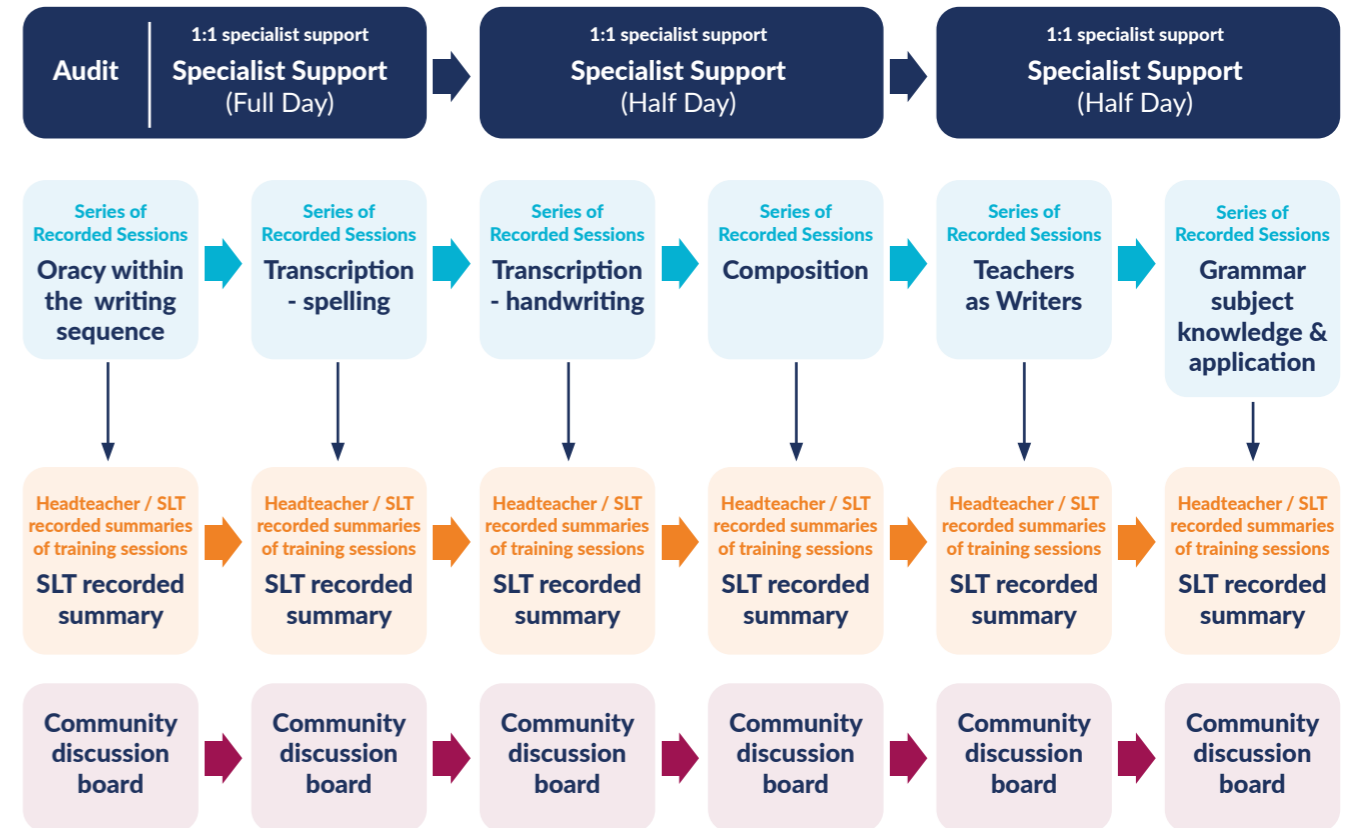 Audit
1:1 specialist support
Specialist Support
(Full Day)
1:1 specialist support
Specialist Support
(Half Day)
1:1 specialist support
Specialist Support
(Half Day)
Series of
Recorded Sessions
Oracy within
the writing
sequence
Series of
Recorded Sessions
Transcription
- spelling
Series of
Recorded Sessions
Transcription
- handwriting
Series of
Recorded Sessions
Composition
Series of
Recorded Sessions
Teachers
as Writers
Series of
Recorded Sessions
Grammar
subject
knowledge &
application
Headteacher / SLT
recorded summaries
of training sessions
SLT recorded
summary
Headteacher / SLT
recorded summaries
of training sessions
SLT recorded
summary
Headteacher / SLT
recorded summaries
of training sessions
SLT recorded
summary
Headteacher / SLT
recorded summaries
of training sessions
SLT recorded
summary
Headteacher / SLT
recorded summaries
of training sessions
SLT recorded
summary
Headteacher / SLT
recorded summaries
of training sessions
SLT recorded
summary
Community
discussion
board
Community
discussion
board
Community
discussion
board
Community
discussion
board
Community
discussion
board
Community
discussion
board